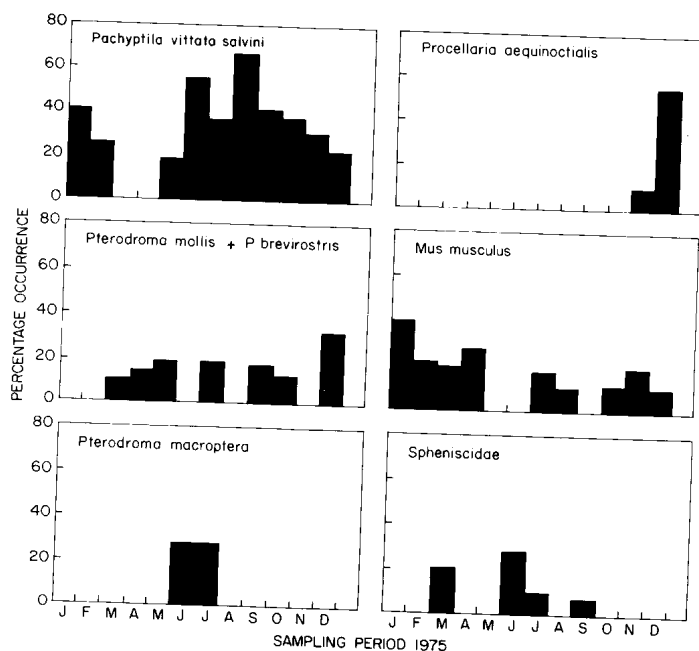 80
60
40
20
0
Pachyptila vittata salvini
Procellaria aequinoctialis
80
60
40
20
0
Pterodroma mollis + P brevirostris
Mus musculus
80
60
40
20
0
Pterodroma macroptera
Spheniscidae
PERCENTAGE OCCURRENCE
J F M A M J J A S O N D
J F M A M J J A S O N D
SAMPLING PERIOD 1975